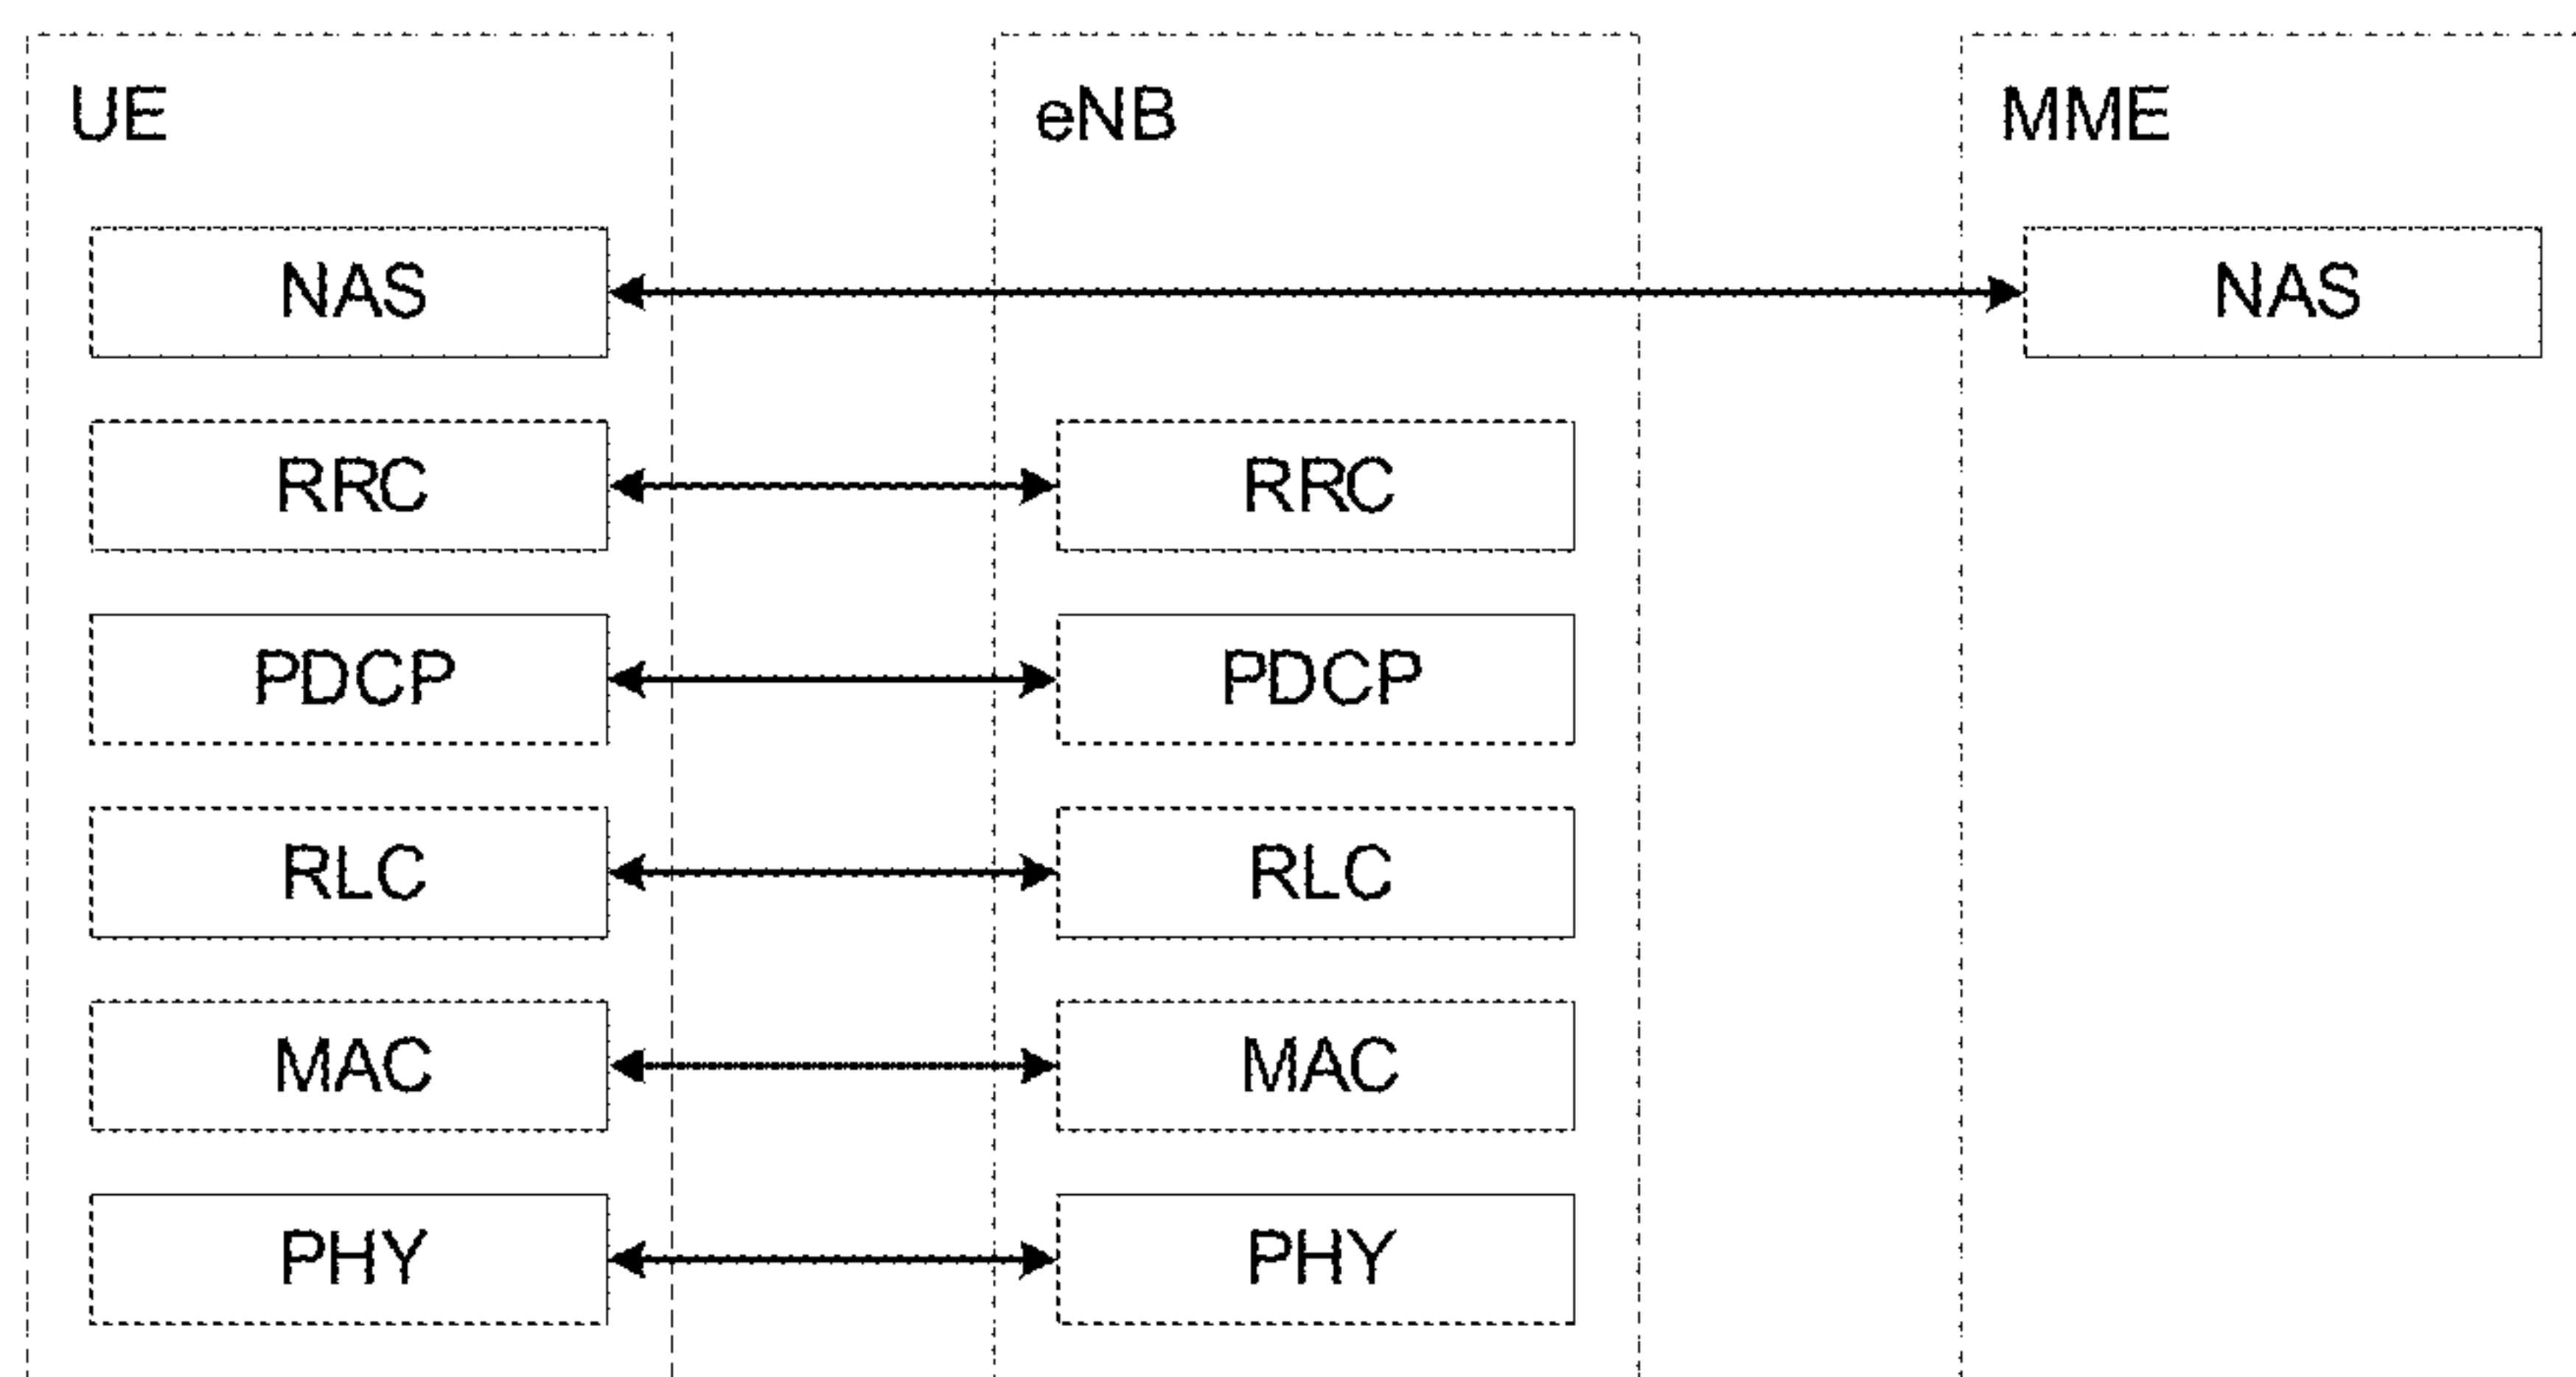 UE eNB MME
NAS NAS
RRC RRC
PDCP PDCP
RLC RLC
MAC MAC
PHY PHY